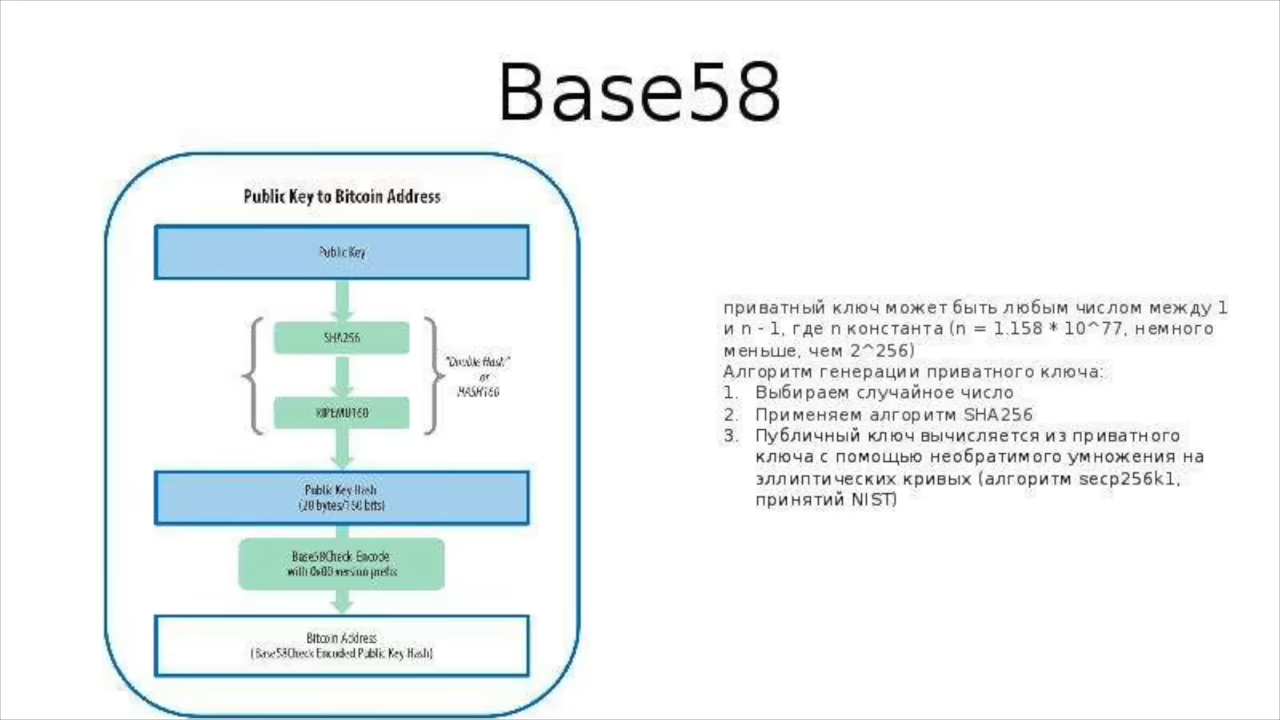 Base58
Public Key to Bitcoin Address
Public Key
SHA256
"Double Hash"
or
HASH160
RIPEMD160
Public Key Hash
(20 bytes/160 bits)
Base58Check Encode
with 0x00 version prefix
Bitcoin Address
(Base58Check Encoded Public Key Hash)
приватный ключ может быть любым числом между 1
и n - 1, где n константа (n = 1.158 * 10^77, немного
меньше, чем 2^256)
Алгоритм генерации приватного ключа:
1. Выбираем случайное число
2. Применяем алгоритм SHA256
3. Публичный ключ вычисляется из приватного
ключа с помощью необратимого умножения на
эллиптических кривых (алгоритм secp256k1,
принятий NIST)